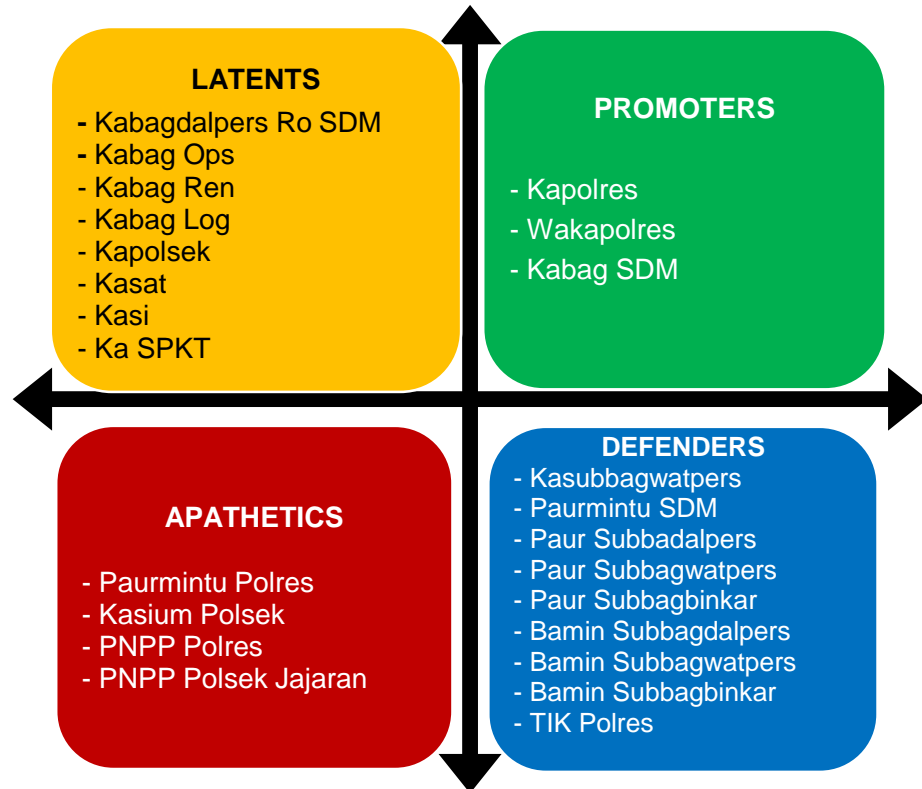 LATENTS
- Kabagdalpers Ro SDM
- Kabag Ops
- Kabag Ren
- Kabag Log
- Kapolsek
- Kasat
- Kasi
- Ka SPKT
PROMOTERS
- Kapolres
- Wakapolres
- Kabag SDM
APATHETICS
- Paurmintu Polres
- Kasium Polsek
- PNPP Polres
- PNPP Polsek Jajaran
DEFENDERS
- Kasubbagwatpers
- Paurmintu SDM
- Paur Subbadalpers
- Paur Subbagwatpers
- Paur Subbagbinkar
- Bamin Subbagdalpers
- Bamin Subbagwatpers
- Bamin Subbagbinkar
- TIK Polres